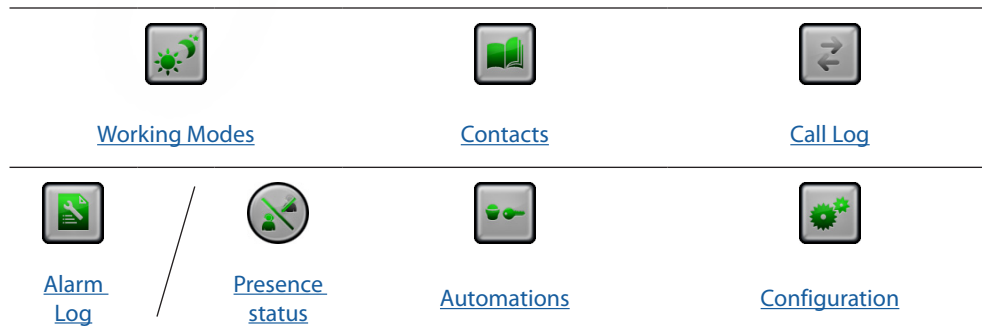 Working Modes
Contacts
Call Log
Alarm
Log
Presence
status
Automations
Configuration